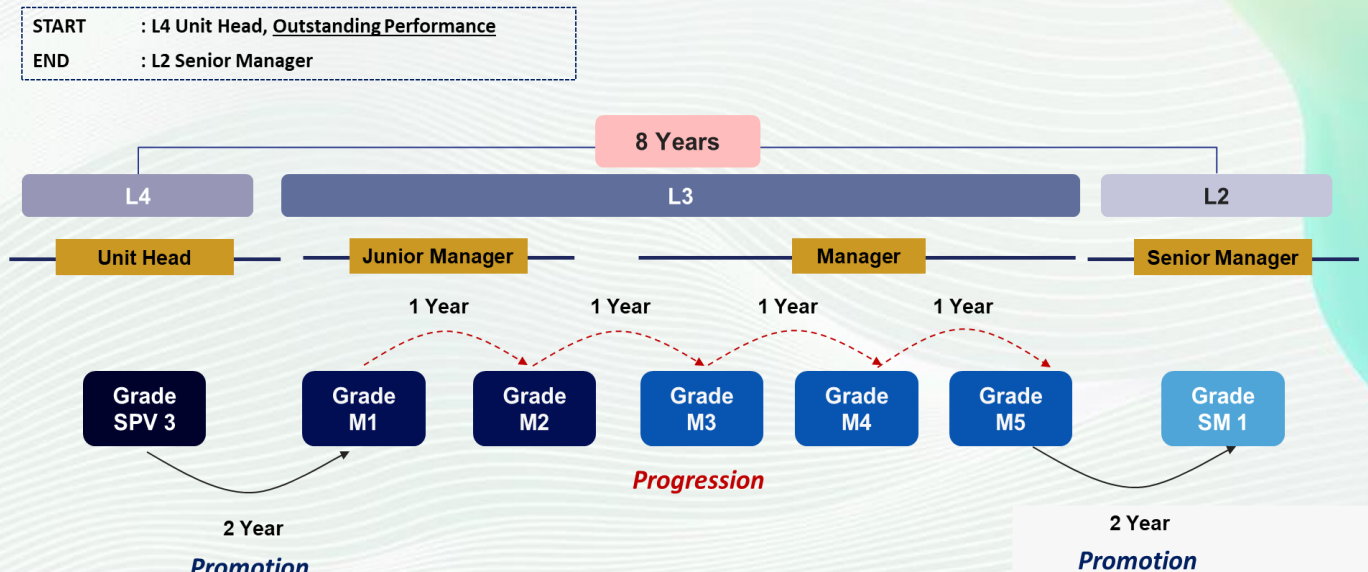 START : L4 Unit Head, Outstanding Performance
END : L2 Senior Manager
8 Years
L4
L3
L2
Unit Head
Junior Manager
Manager
Senior Manager
1 Year
1 Year
1 Year
1 Year
Grade
SPV 3
Grade
M1
Grade
M2
Grade
M3
Grade
M4
Grade
M5
Grade
SM 1
Progression
2 Year
Promotion
2 Year
Promotion